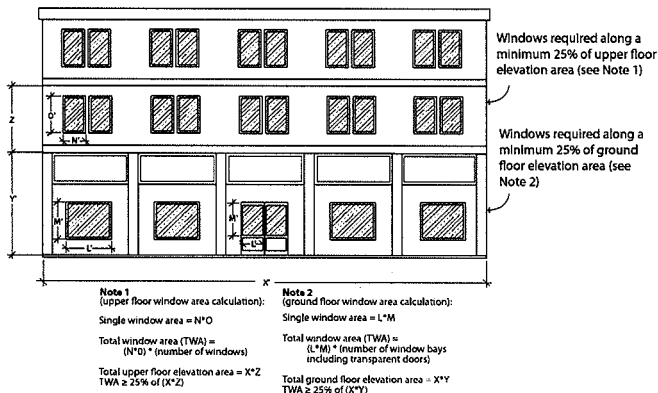 Windows required along a
minimum 25% of upper floor
elevation area (see Note 1)
Z
O'
N'
Windows required along a
minimum 25% of ground
floor elevation area (see
Note 2)
Y'
M'
L'
M'
L'
X'
Note 1
(upper floor window area calculation):
Single window area = N*O
Total window area (TWA) =
(N*0) * (number of windows)
Total upper floor elevation area = X*Z
TWA ≥ 25% of (X*Z)
Note 2
(ground floor window area calculation):
Single window area = L*M
Total window area (TWA) =
(L*M) * (number of window bays
including transparent doors)
Total ground floor elevation area = X*Y
TWA ≥ 25% of (X*Y)